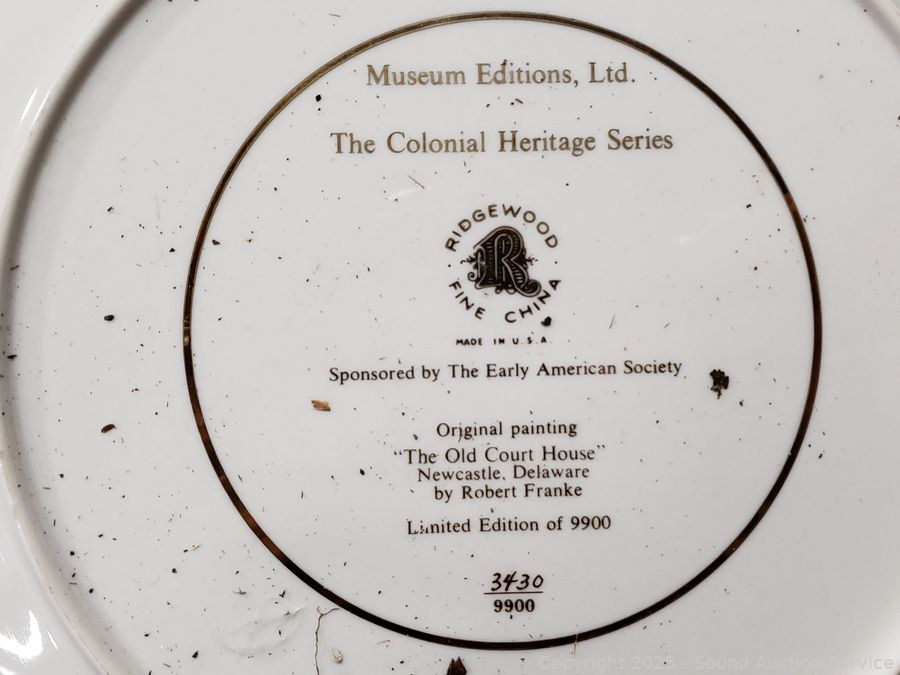 Museum Editions, Ltd.
The Colonial Heritage Series
RIDGEWOOD
R
FINE CHINA
MADE IN U.S.A.
Sponsored by The Early American Society
Original painting
"The Old Court House"
Newcastle, Delaware
by Robert Franke
Limited Edition of 9900
3430
9900
Copyright 2025 - Sound Auction Service